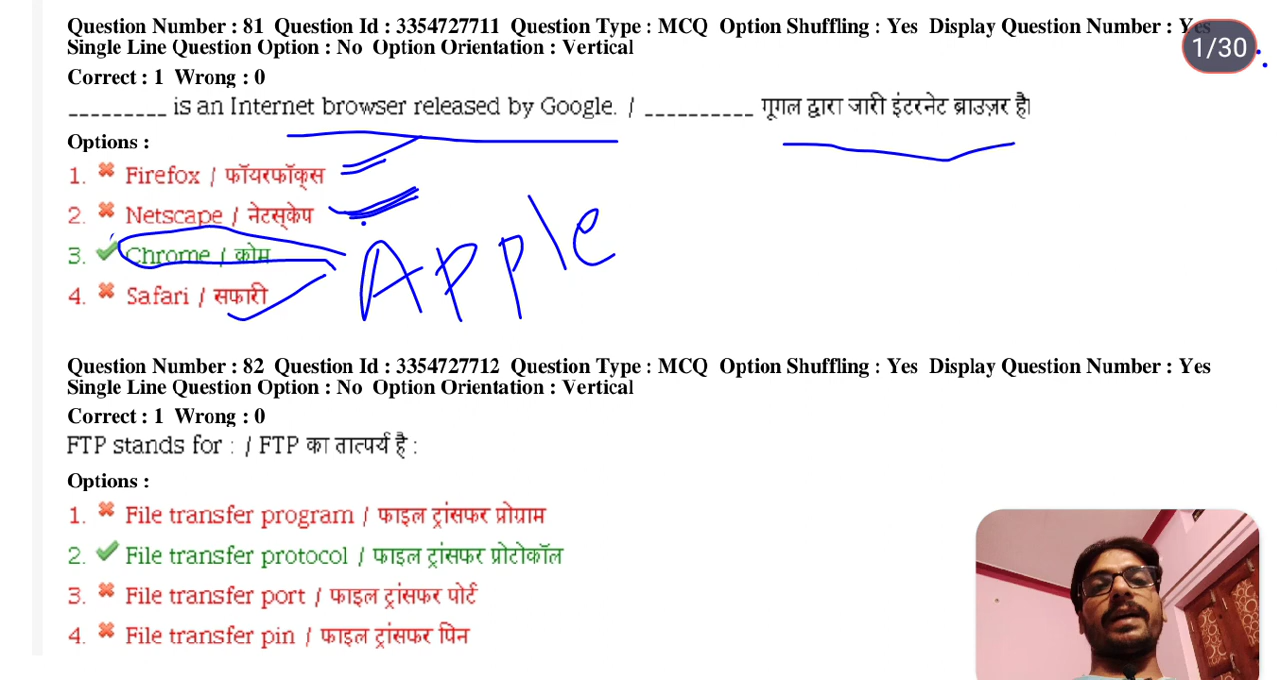 Question Number : 81 Question Id : 3354727711 Question Type : MCQ Option Shuffling : Yes Display Question Number : Yes
1/30
Single Line Question Option : No Option Orientation : Vertical
Correct : 1 Wrong : 0
_________ is an Internet browser released by Google. / __________ गूगल द्वारा जारी इंटरनेट ब्राउज़र है।
Options :
1. Firefox / फॉयरफॉक्स
2. Netscape / नेटस्केप
3. Chrome / क्रोम
4. Safari / सफारी
Apple
Question Number : 82 Question Id : 3354727712 Question Type : MCQ Option Shuffling : Yes Display Question Number : Yes
Single Line Question Option : No Option Orientation : Vertical
Correct : 1 Wrong : 0
FTP stands for : / FTP का तात्पर्य है :
Options :
1. File transfer program / फाइल ट्रांसफर प्रोग्राम
2. File transfer protocol / फाइल ट्रांसफर प्रोटोकॉल
3. File transfer port / फाइल ट्रांसफर पोर्ट
4. File transfer pin / फाइल ट्रांसफर पिन